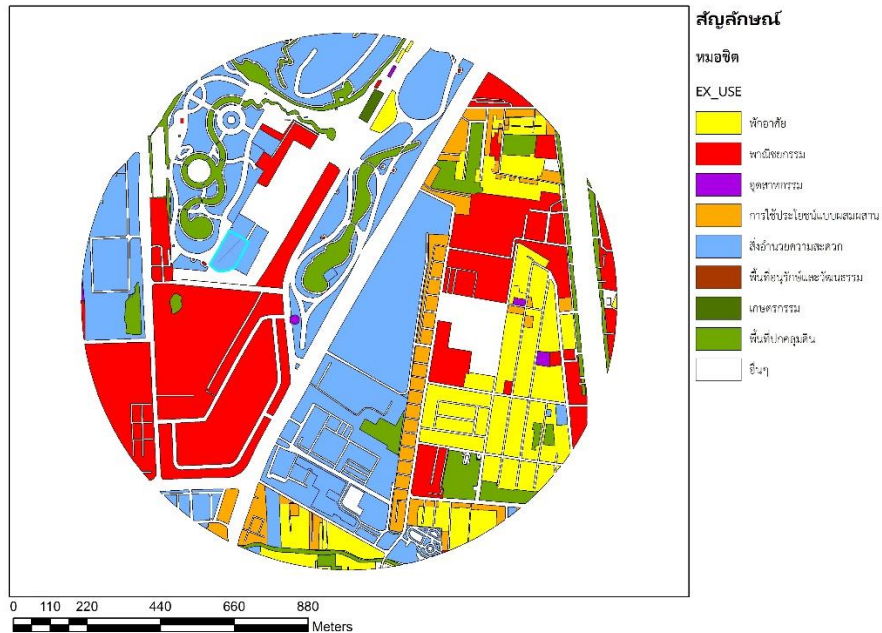 สัญลักษณ์
หมอชิต
EX_USE
พักอาศัย
พาณิชยกรรม
อุตสาหกรรม
การใช้ประโยชน์แบบผสมผสาน
สิ่งอำนวยความสะดวก
พื้นที่อนุรักษ์และวัฒนธรรม
เกษตรกรรม
พื้นที่ปกคลุมดิน
อื่นๆ
0 110 220 440 660 880
Meters